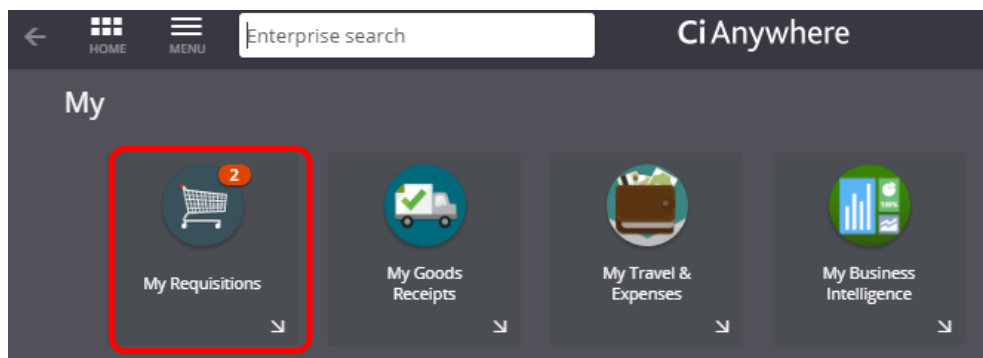 HOME
MENU
Enterprise search
Ci Anywhere
My
2
My Requisitions
My Goods
Receipts
My Travel &
Expenses
100%
My Business
Intelligence